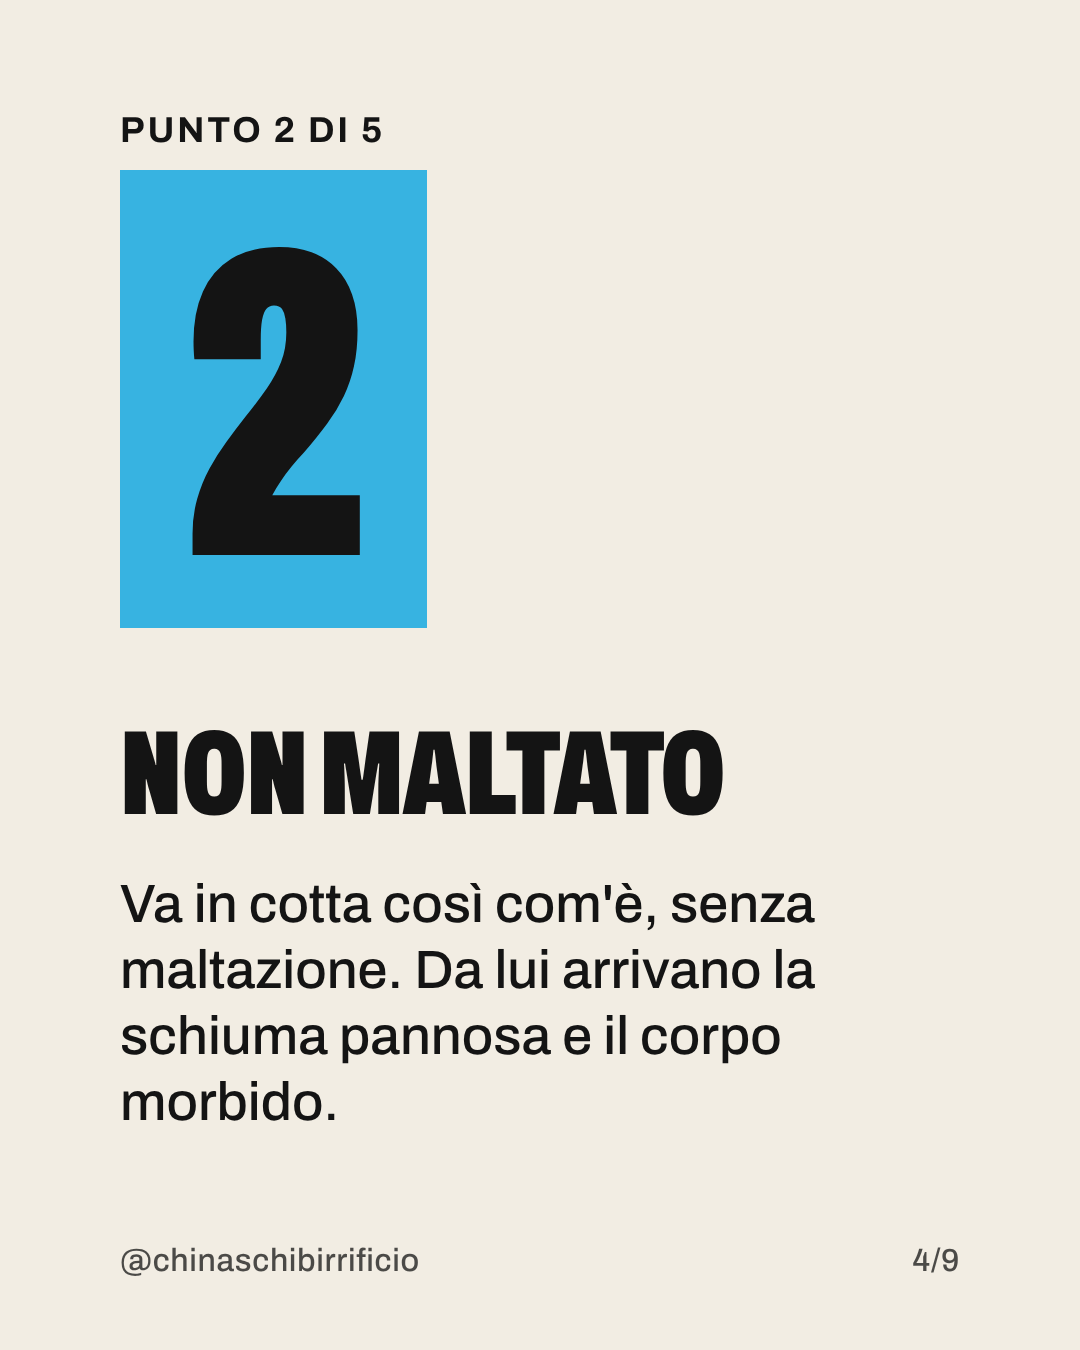 PUNTO 2 DI 5
2
NON MALTATO
Va in cotta così com'è, senza
maltazione. Da lui arrivano la
schiuma pannosa e il corpo
morbido.
@chinaschibirrificio
4/9